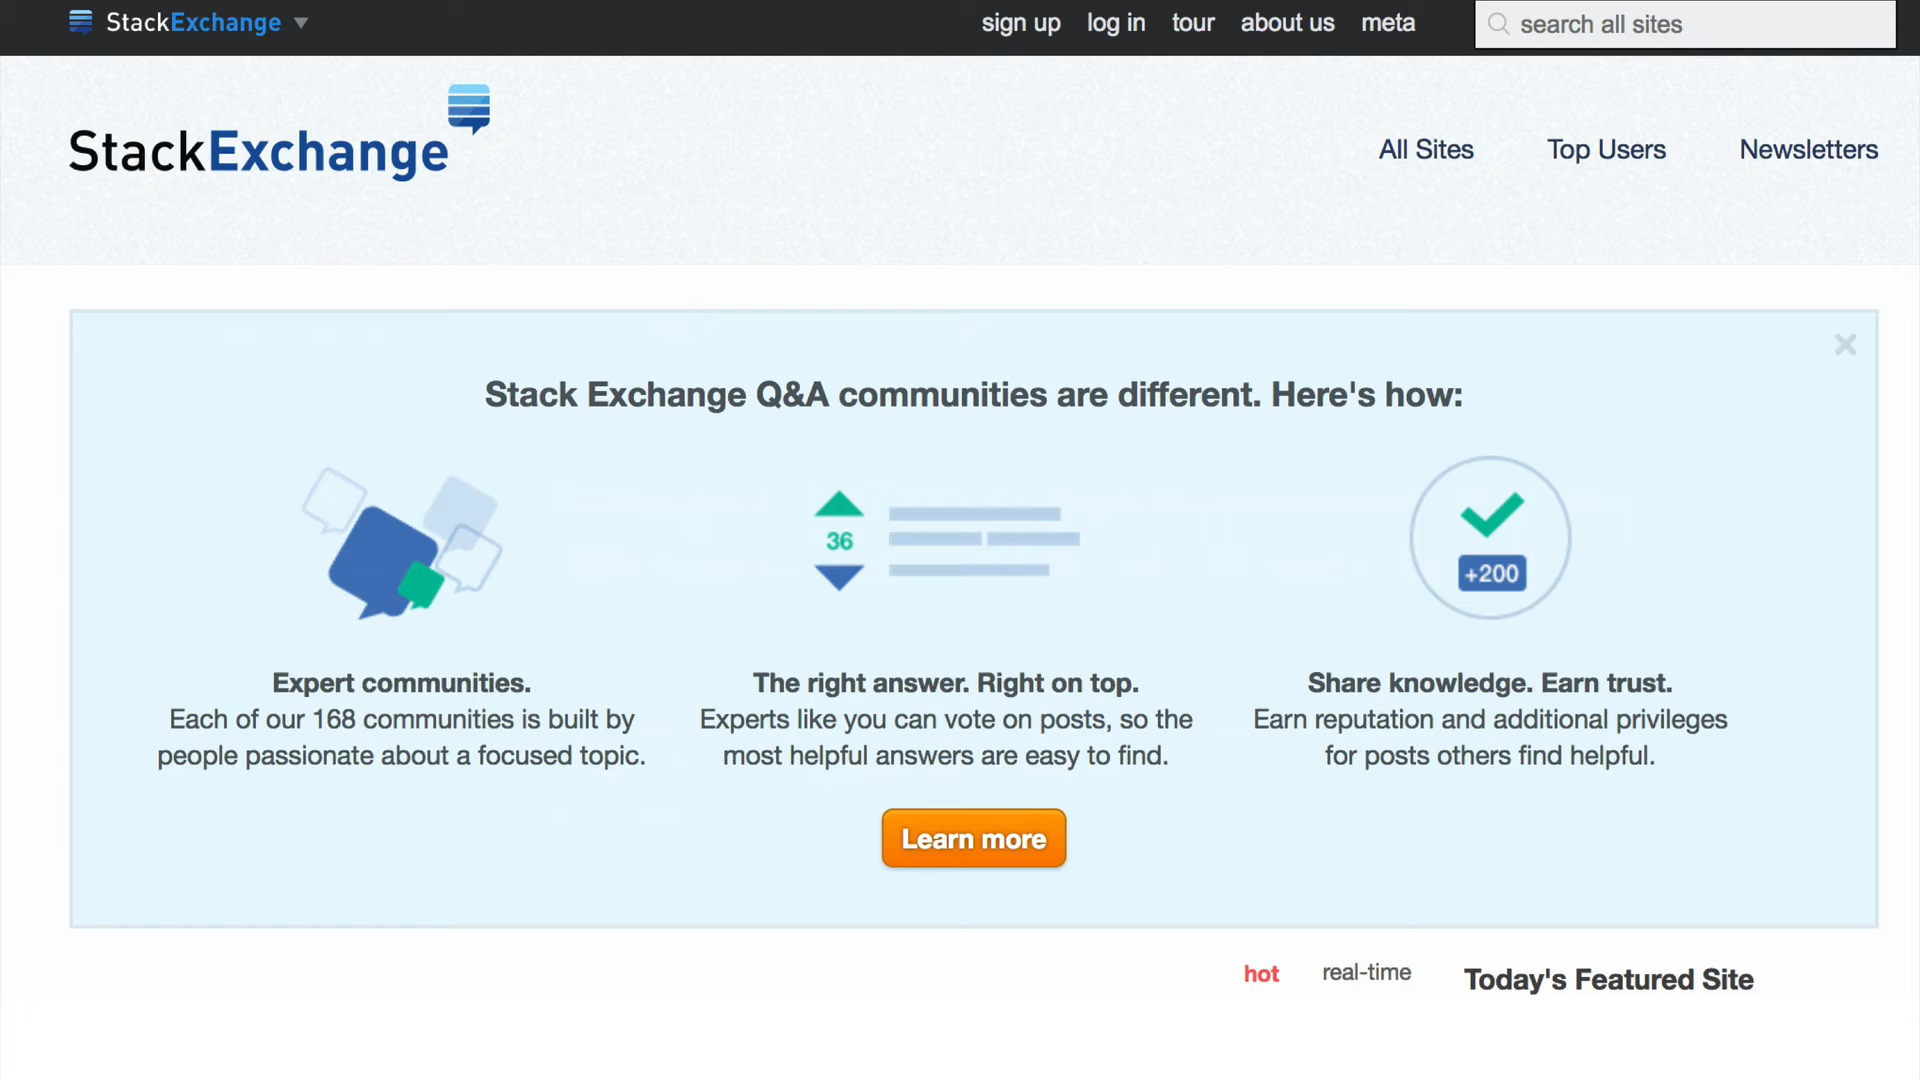 StackExchange
sign up log in tour about us meta
search all sites
StackExchange
All Sites Top Users Newsletters
Stack Exchange Q&A communities are different. Here's how:
36
+200
Expert communities.
Each of our 168 communities is built by
people passionate about a focused topic.
The right answer. Right on top.
Experts like you can vote on posts, so the
most helpful answers are easy to find.
Share knowledge. Earn trust.
Earn reputation and additional privileges
for posts others find helpful.
Learn more
hot real-time
Today's Featured Site